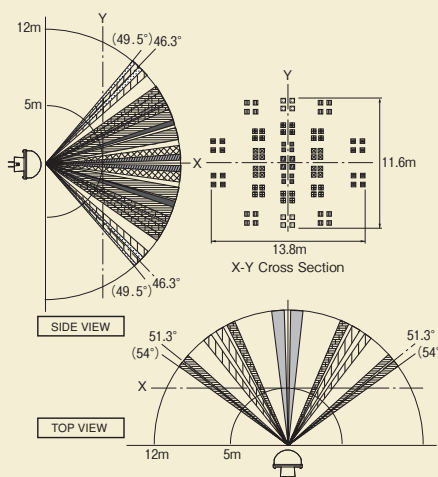 Y
12m
(49.5°) 46.3°
5m
X
46.3°
(49.5°)
SIDE VIEW
Y
X
11.6m
13.8m
X-Y Cross Section
51.3°
(54°)
51.3°
(54°
X
TOP VIEW
12m
5m